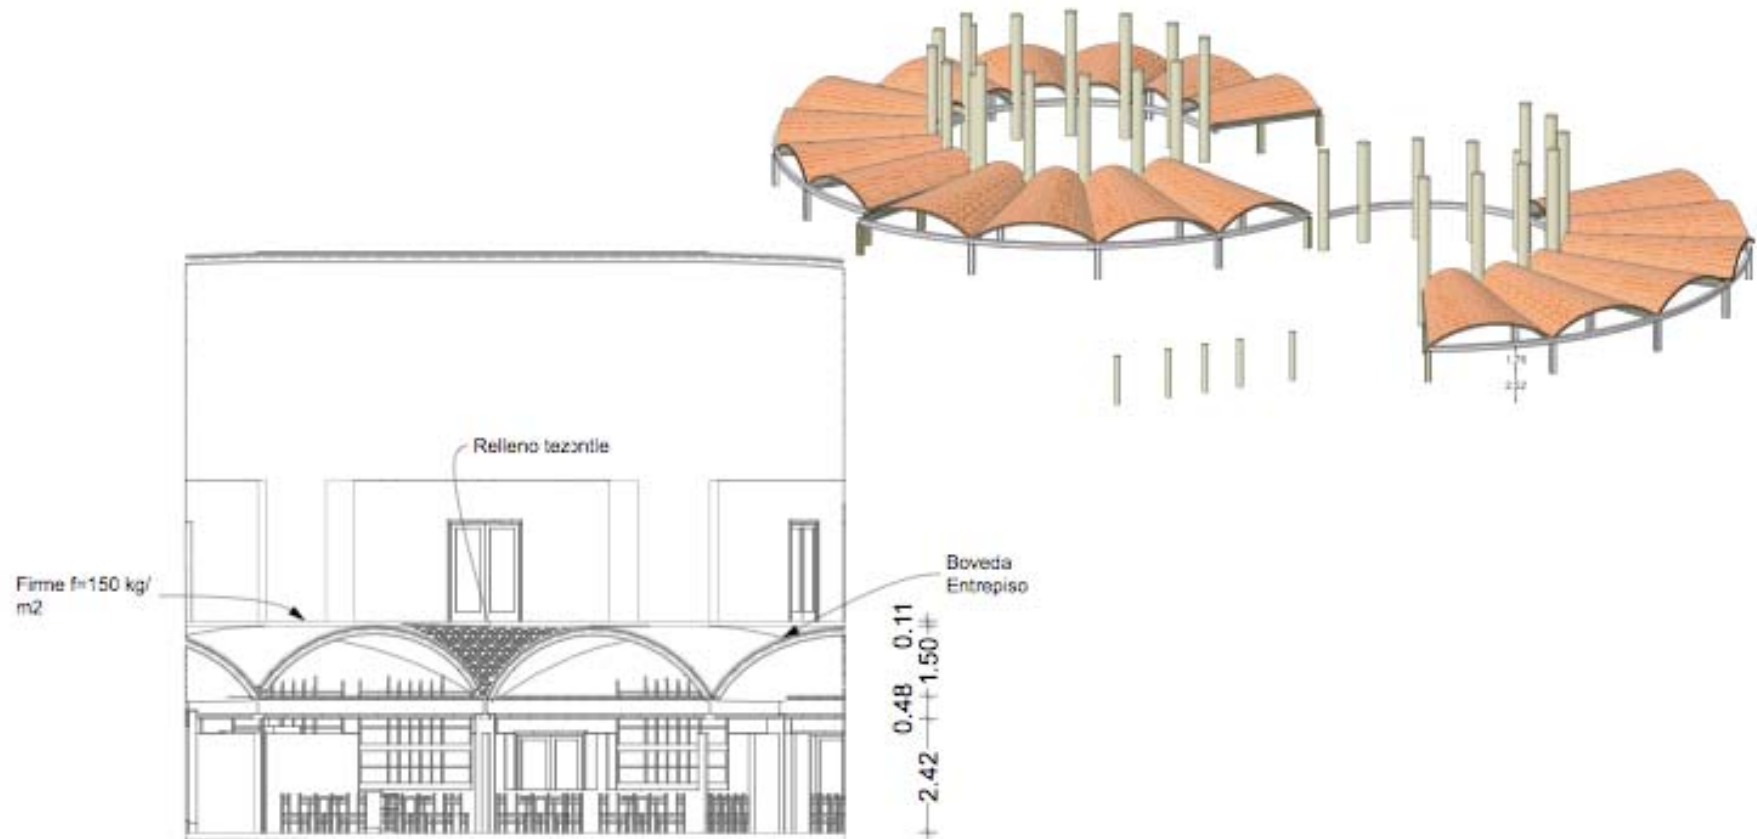 Relleno tezontle
Firme f=150 kg/
m2
Boveda
Entrepiso
0.11
1.50
0.48
2.42